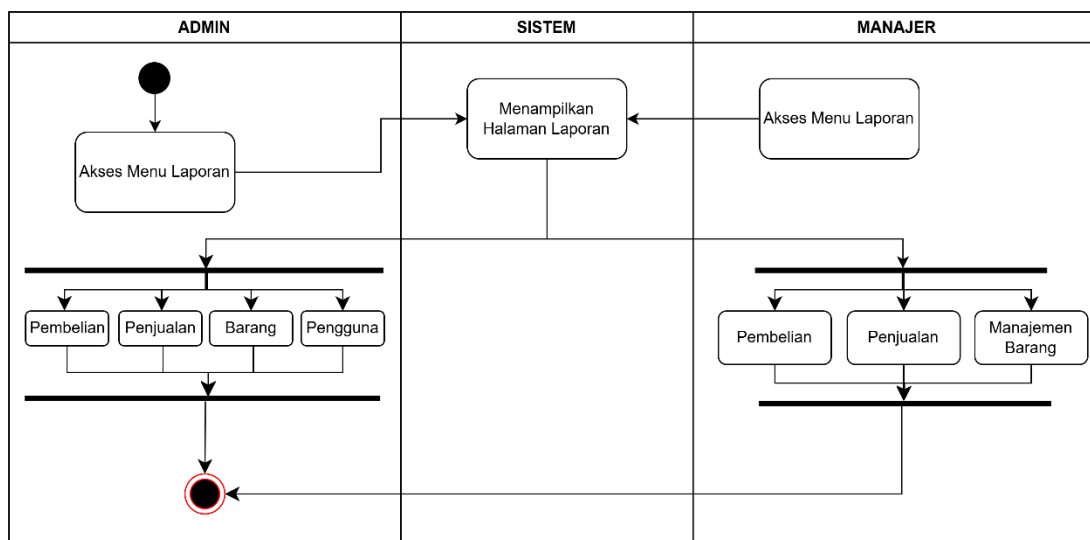 ADMIN
SISTEM
MANAJER
Akses Menu Laporan
Menampilkan
Halaman Laporan
Akses Menu Laporan
Pembelian
Penjualan
Barang
Pengguna
Pembelian
Penjualan
Manajemen
Barang